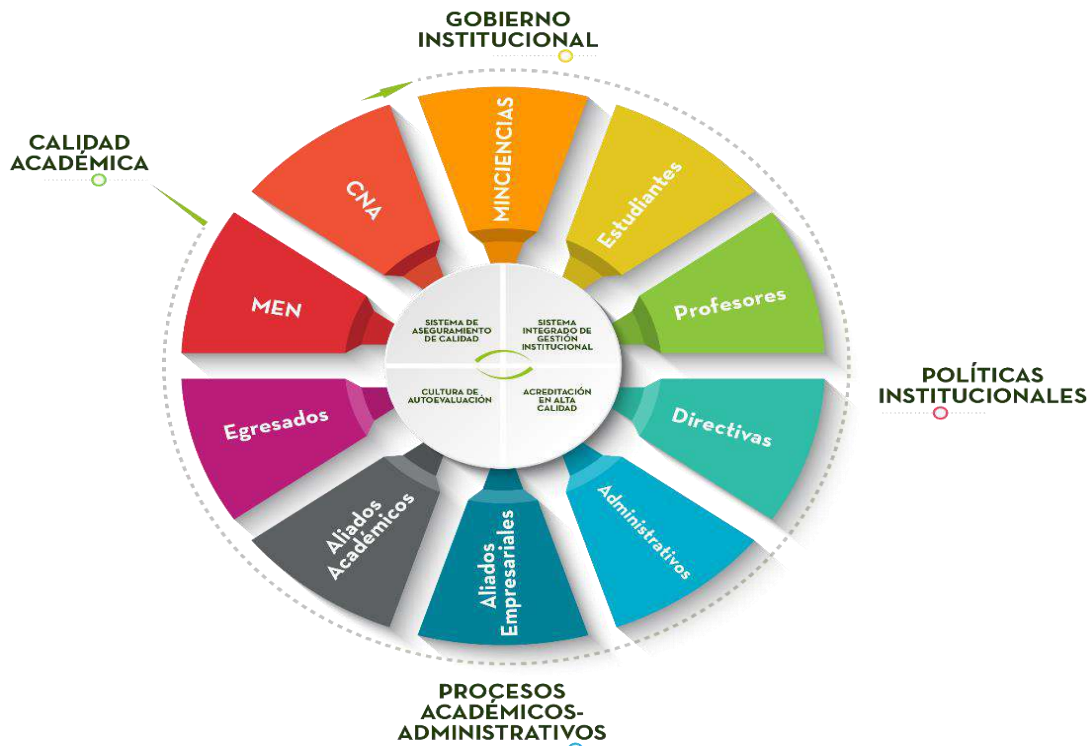 GOBIERNO
INSTITUCIONAL
CALIDAD
ACADÉMICA
MINCIENCIAS
Estudiantes
Profesores
Directivas
Administrativos
Aliados
Empresariales
Aliados
Académicos
Egresados
MEN
CNA
SISTEMA DE
ASEGURAMIENTO
DE CALIDAD
SISTEMA
INTEGRADO DE
GESTIÓN
INSTITUCIONAL
CULTURA DE
AUTOEVALUACIÓN
ACREDITACIÓN
EN ALTA
CALIDAD
POLÍTICAS
INSTITUCIONALES
PROCESOS
ACADÉMICOS-
ADMINISTRATIVOS